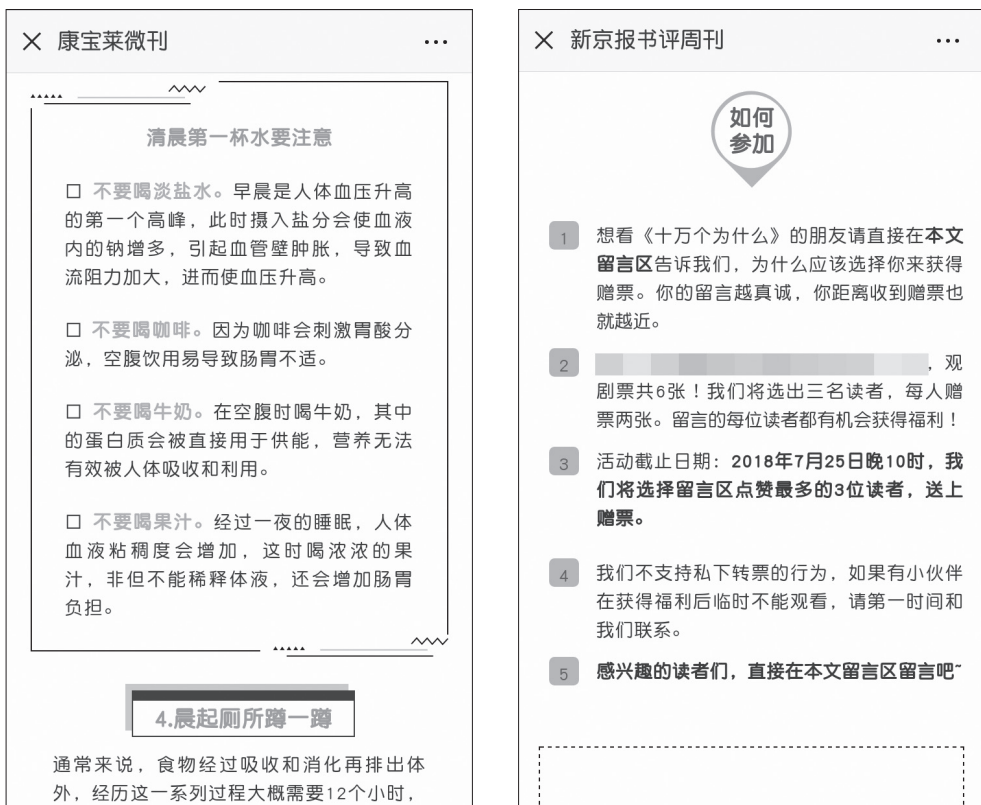 康宝莱微刊
清晨第一杯水要注意
不要喝淡盐水。早晨是人体血压升高
的第一个高峰，此时摄入盐分会使血液
内的钠增多，引起血管壁肿胀，导致血
流阻力加大，进而使血压升高。
不要喝咖啡。因为咖啡会刺激胃酸分
泌，空腹饮用易导致肠胃不适。
不要喝牛奶。在空腹时喝牛奶，其中
的蛋白质会被直接用于供能，营养无法
有效被人体吸收和利用。
不要喝果汁。经过一夜的睡眠，人体
血液粘稠度会增加，这时喝浓浓的果
汁，非但不能稀释体液，还会增加肠胃
负担。
4.晨起厕所蹲一蹲
通常来说，食物经过吸收和消化再排出体
外，经历这一系列过程大概需要12个小时，
新京报书评周刊
如何
参加
1 想看《十万个为什么》的朋友请直接在本文
留言区告诉我们，为什么应该选择你来获得
赠票。你的留言越真诚，你距离收到赠票也
就越近。
2 ，观
剧票共6张！我们将选出三名读者，每人赠
票两张。留言的每位读者都有机会获得福利！
3 活动截止日期：2018年7月25日晚10时，我
们将选择留言区点赞最多的3位读者，送上
赠票。
4 我们不支持私下转票的行为，如果有小伙伴
在获得福利后临时不能观看，请第一时间和
我们联系。
5 感兴趣的读者们，直接在本文留言区留言吧~